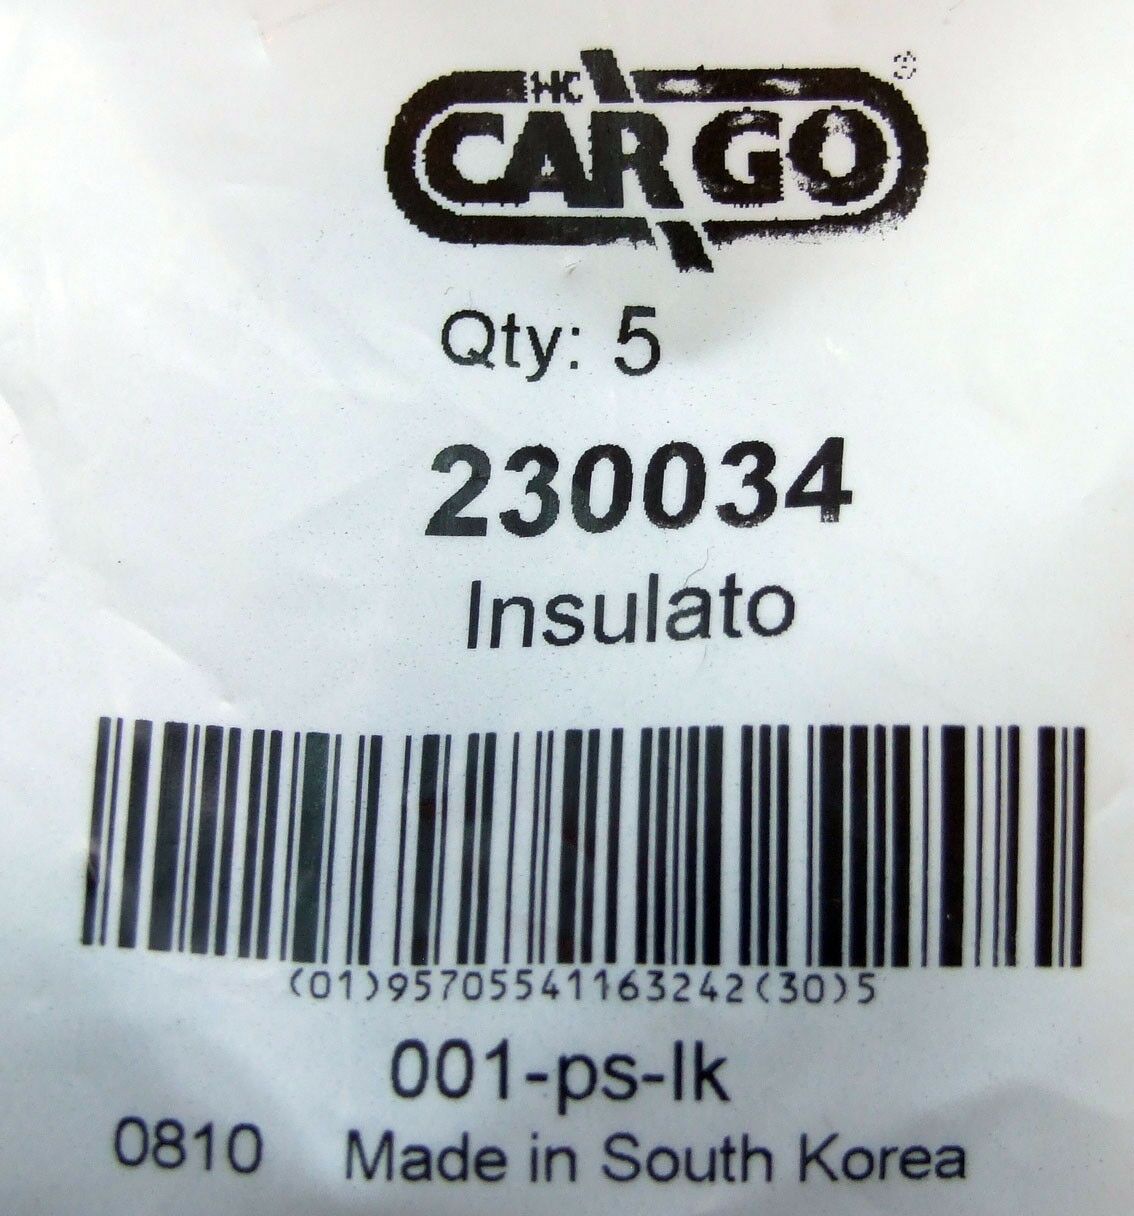 HC
CARGO®
Qty: 5
230034
Insulato
(01)95705541163242(30)5
001-ps-lk
0810 Made in South Korea